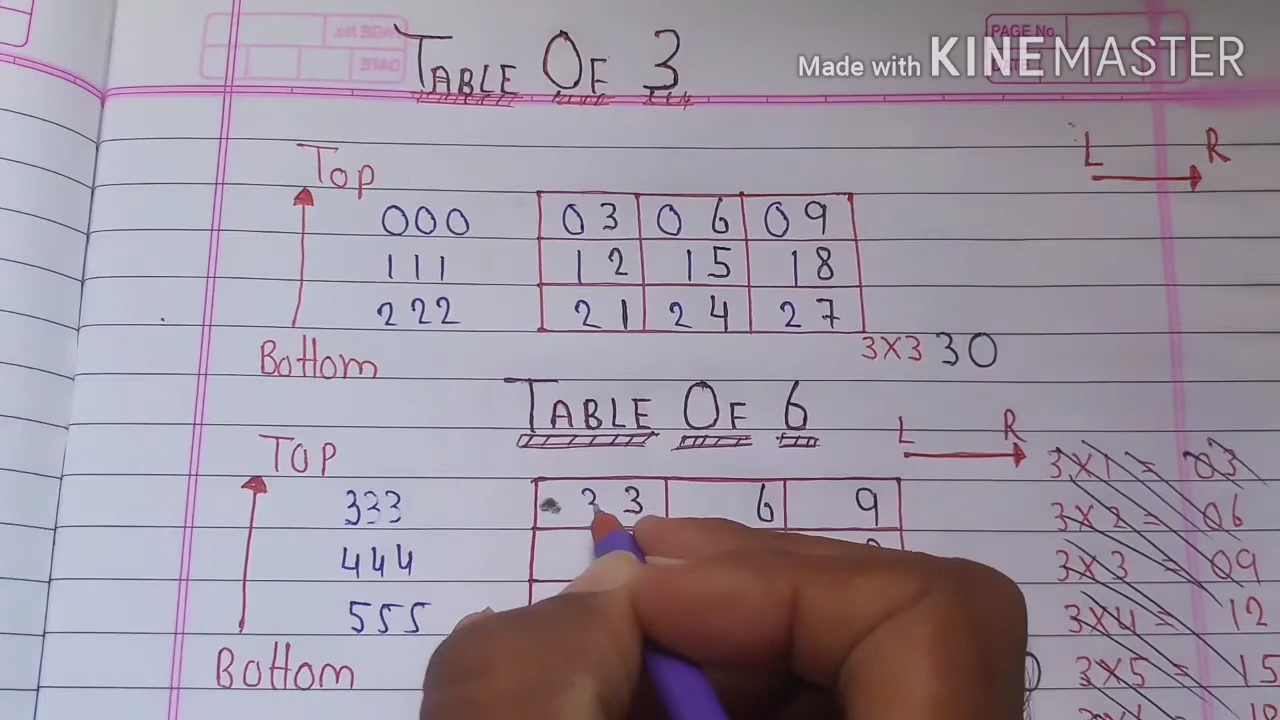 PAGE No.
Made with KINEMASTER
TABLE OF 3
L R
Top
000 03 06 09
111 12 15 18
222 21 24 27
Bottom
3X3 30
TABLE OF 6
L R
TOP
333 33 6 9
444
555
Bottom
3X1 = 03
3X2 = 06
3X3 = 09
3X4 = 12
3X5 = 15